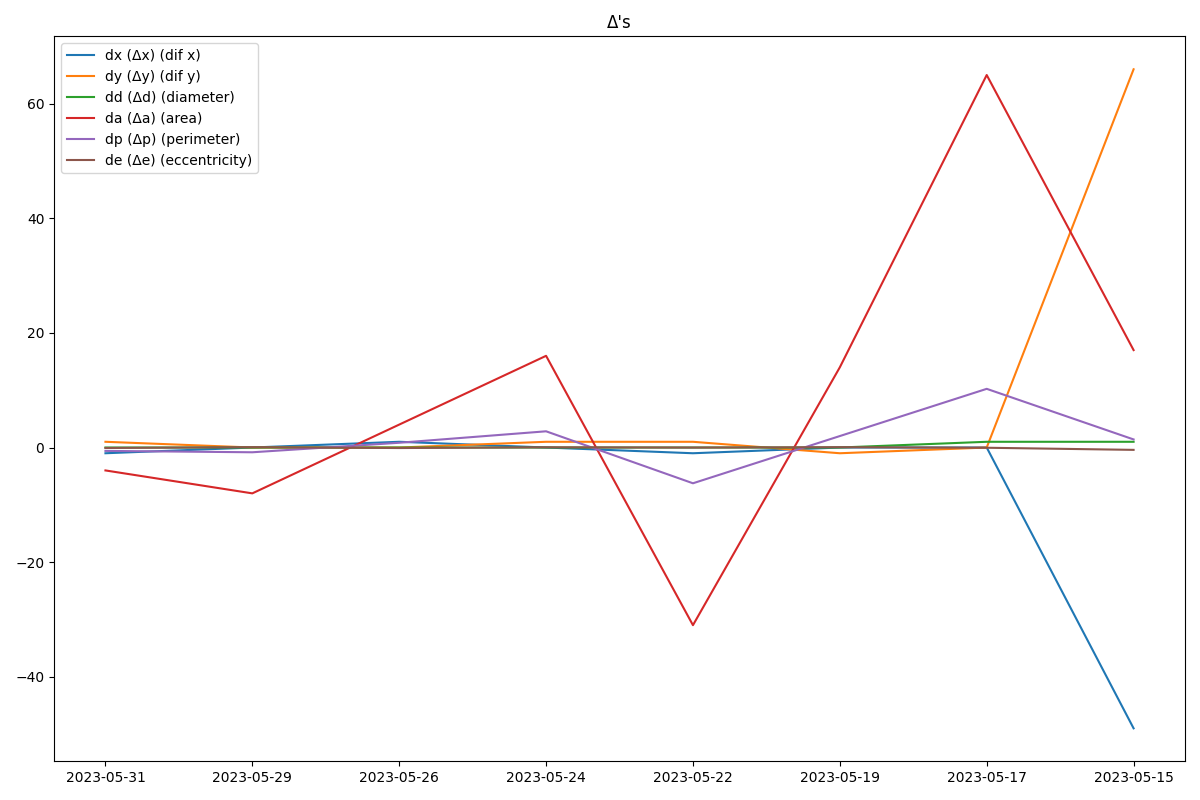 Δ's
dx (Δx) (dif x)
dy (Δy) (dif y)
dd (Δd) (diameter)
da (Δa) (area)
dp (Δp) (perimeter)
de (Δe) (eccentricity)
60
40
20
0
−20
−40
2023-05-31 2023-05-29 2023-05-26 2023-05-24 2023-05-22 2023-05-19 2023-05-17 2023-05-15